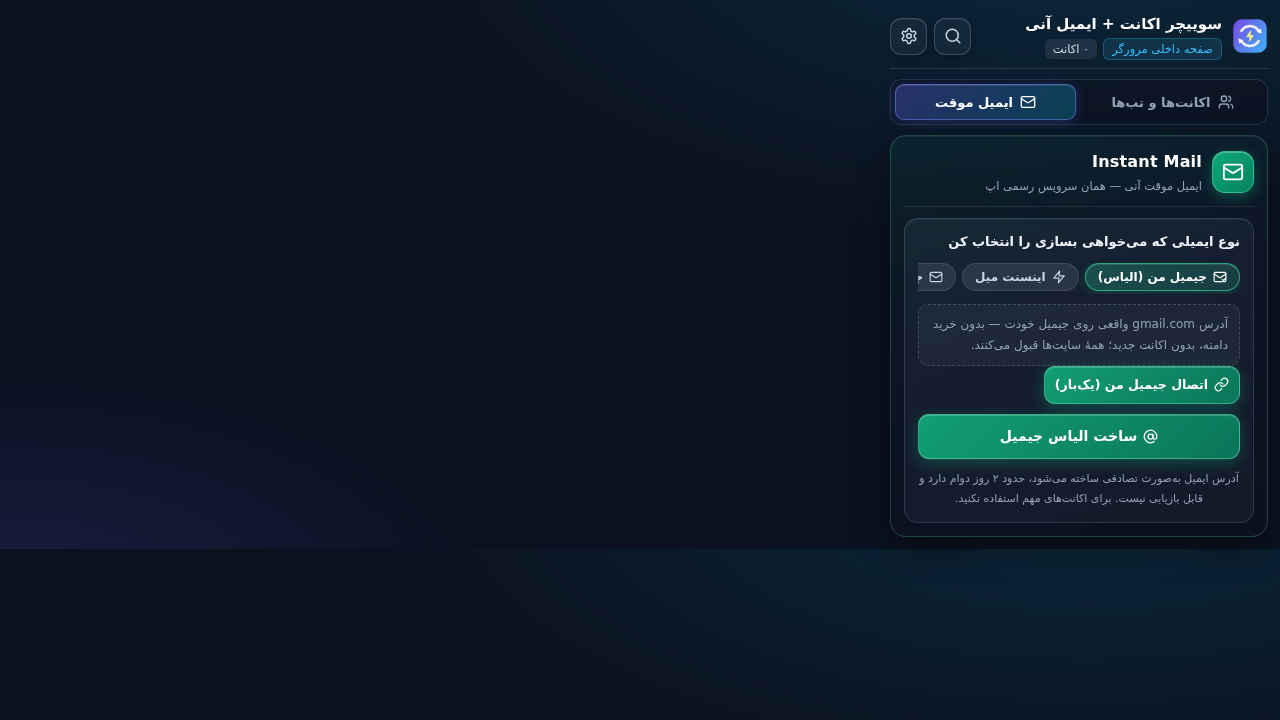 سوییچر اکانت + ایمیل آنی
صفحه داخلی مرورگر
۰ اکانت
اکانت‌ها و تب‌ها
ایمیل موقت
Instant Mail
ایمیل موقت آنی — همان سرویس رسمی اپ
نوع ایمیلی که می‌خواهی بسازی را انتخاب کن
جیمیل من (الیاس)
اینستت میل
آدرس gmail.com واقعی روی جیمیل خودت — بدون خرید
دامنه، بدون اکانت جدید؛ همهٔ سایت‌ها قبول می‌کنند.
اتصال جیمیل من (یک‌بار)
ساخت الیاس جیمیل
آدرس ایمیل به‌صورت تصادفی ساخته می‌شود، حدود ۲ روز دوام دارد و
قابل بازیابی نیست. برای اکانت‌های مهم استفاده نکنید.